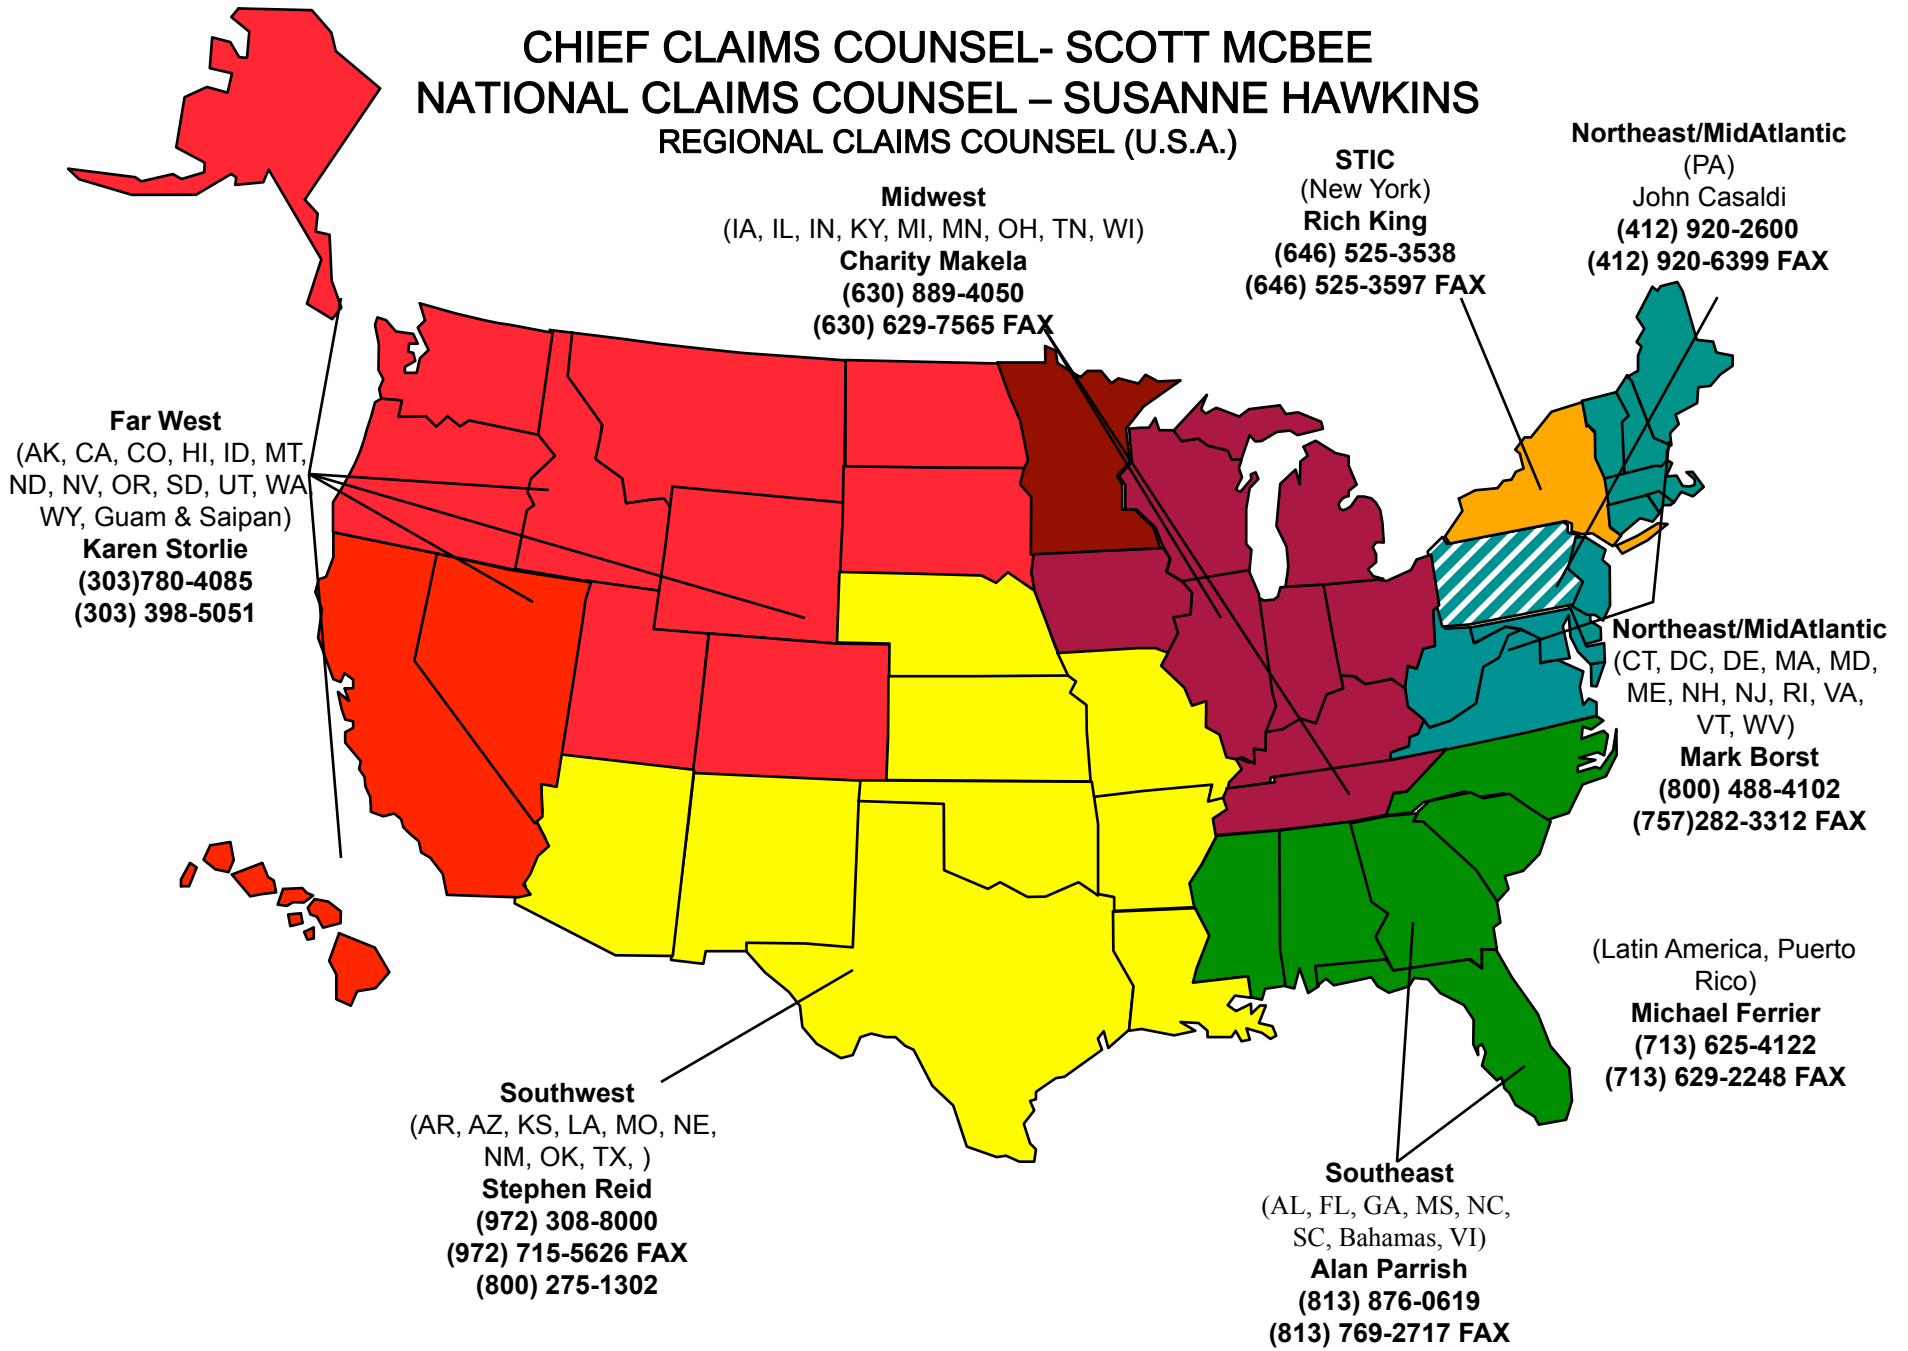 CHIEF CLAIMS COUNSEL- SCOTT MCBEE
NATIONAL CLAIMS COUNSEL – SUSANNE HAWKINS
REGIONAL CLAIMS COUNSEL (U.S.A.)
Northeast/MidAtlantic
(PA)
John Casaldi
(412) 920-2600
(412) 920-6399 FAX
STIC
(New York)
Rich King
(646) 525-3538
(646) 525-3597 FAX
Midwest
(IA, IL, IN, KY, MI, MN, OH, TN, WI)
Charity Makela
(630) 889-4050
(630) 629-7565 FAX
Far West
(AK, CA, CO, HI, ID, MT,
ND, NV, OR, SD, UT, WA
WY, Guam & Saipan)
Karen Storlie
(303)780-4085
(303) 398-5051
Northeast/MidAtlantic
(CT, DC, DE, MA, MD,
ME, NH, NJ, RI, VA,
VT, WV)
Mark Borst
(800) 488-4102
(757)282-3312 FAX
(Latin America, Puerto
Rico)
Michael Ferrier
(713) 625-4122
(713) 629-2248 FAX
Southwest
(AR, AZ, KS, LA, MO, NE,
NM, OK, TX, )
Stephen Reid
(972) 308-8000
(972) 715-5626 FAX
(800) 275-1302
Southeast
(AL, FL, GA, MS, NC,
SC, Bahamas, VI)
Alan Parrish
(813) 876-0619
(813) 769-2717 FAX